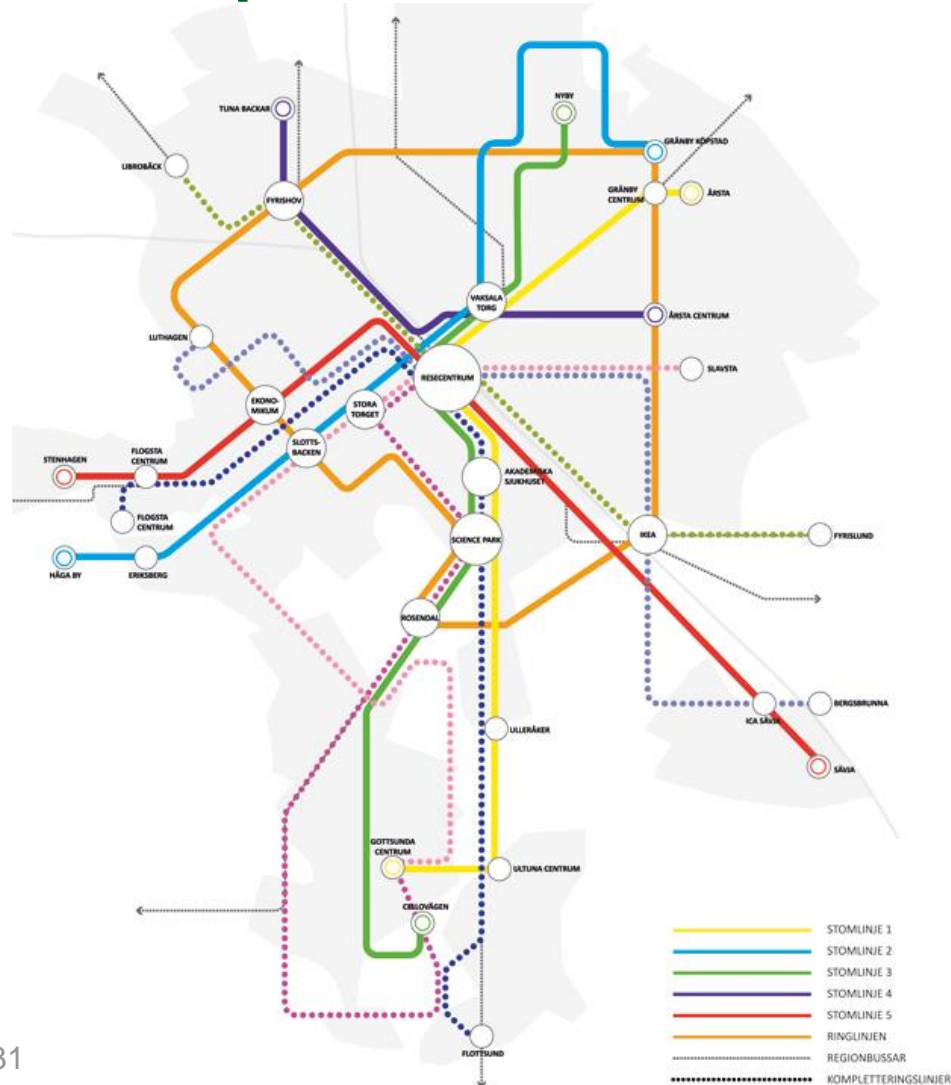 NYBY
TUNA BACKAR
GRÄNBY KÖPSTAD
LIBROBÄCK
GRÄNBY
CENTRUM
ÅRSTA
FYRISHOV
VAKSALA
TORG
ÅRSTA CENTRUM
LUTHAGEN
RESECENTRUM
SLAVSTA
EKONO-
MIKUM
STORA
TORGET
SLOTTS-
BACKEN
STENHAGEN
FLOGSTA
CENTRUM
AKADEMISKA
SJUKHUSET
FLOGSTA
CENTRUM
SCIENCE PARK
IKEA
FYRISLUND
HÅGA BY
ERIKSBERG
ROSENDAL
ICA SÄVJA
BERGSBRUNNA
ULLERÅKER
SÄVJA
GOTTSUNDA
CENTRUM
ULTUNA CENTRUM
CELLOVÄGEN
FLOTTSUND
STOMLINJE 1
STOMLINJE 2
STOMLINJE 3
STOMLINJE 4
STOMLINJE 5
RINGLINJEN
REGIONBUSSAR
KOMPLETTERINGSLINJER
31